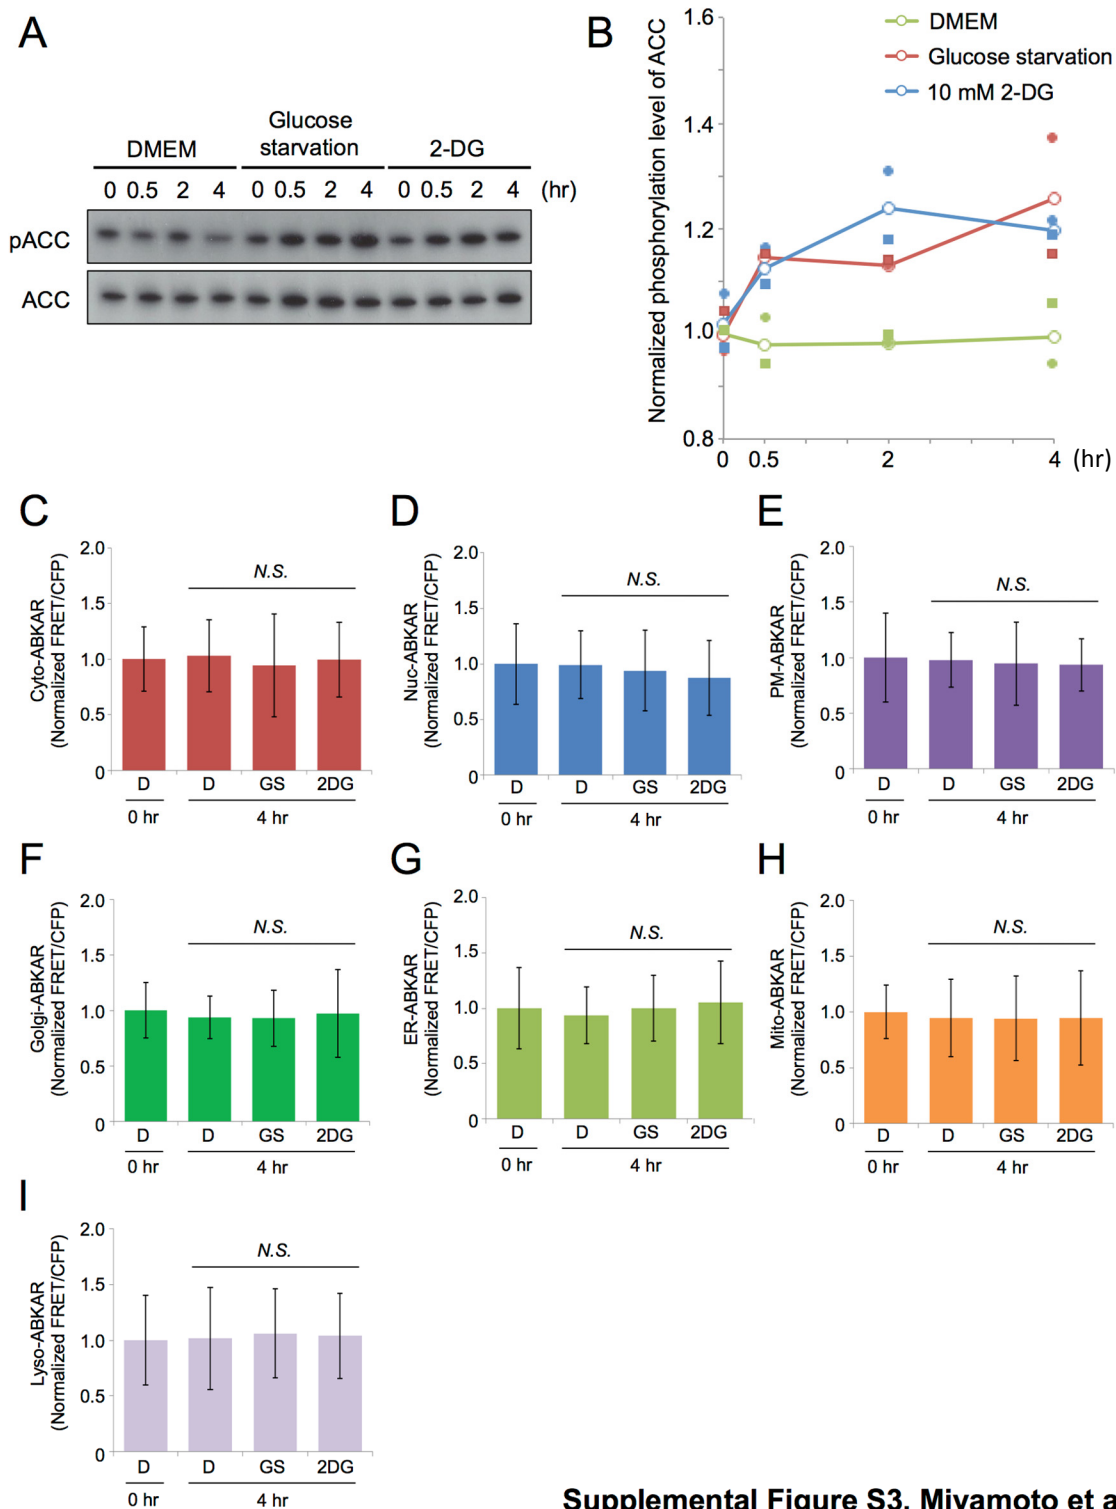 A
Glucose
DMEM starvation 2-DG
0 0.5 2 4 0 0.5 2 4 0 0.5 2 4 (hr)
pACC
ACC
B
Normalized phosphorylation level of ACC
1.6
1.4
1.2
1.0
0.8
0 0.5 2 4 (hr)
DMEM
Glucose starvation
10 mM 2-DG
C
Cyto-ABKAR
(Normalized FRET/CFP)
2.0
1.5
1.0
0.5
0
N.S.
D D GS 2DG
0 hr 4 hr
D
Nuc-ABKAR
(Normalized FRET/CFP)
2.0
1.5
1.0
0.5
0
N.S.
D D GS 2DG
0 hr 4 hr
E
PM-ABKAR
(Normalized FRET/CFP)
2.0
1.5
1.0
0.5
0
N.S.
D D GS 2DG
0 hr 4 hr
F
Golgi-ABKAR
(Normalized FRET/CFP)
2.0
1.5
1.0
0.5
0
N.S.
D D GS 2DG
0 hr 4 hr
G
ER-ABKAR
(Normalized FRET/CFP)
2.0
1.5
1.0
0.5
0
N.S.
D D GS 2DG
0 hr 4 hr
H
Mito-ABKAR
(Normalized FRET/CFP)
2.0
1.5
1.0
0.5
0
N.S.
D D GS 2DG
0 hr 4 hr
I
Lyso-ABKAR
(Normalized FRET/CFP)
2.0
1.5
1.0
0.5
0
N.S.
D D GS 2DG
0 hr 4 hr
Supplemental Figure S3. Miyamoto et a